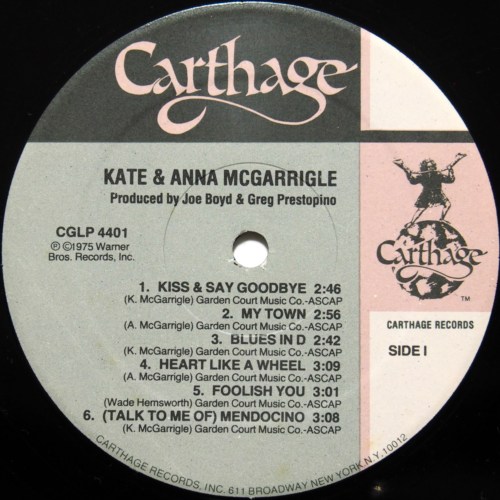 Carthage
KATE & ANNA MCGARRIGLE
Produced by Joe Boyd & Greg Prestopino
CGLP 4401
℗©1975 Warner
Bros. Records, Inc.
Carthage
TM
CARTHAGE RECORDS
SIDE I
1. KISS & SAY GOODBYE 2:46
(K. McGarrigle) Garden Court Music Co.-ASCAP
2. MY TOWN 2:56
(A. McGarrigle) Garden Court Music Co.-ASCAP
3. BLUES IN D 2:42
(K. McGarrigle) Garden Court Music Co.-ASCAP
4. HEART LIKE A WHEEL 3:09
(A. McGarrigle) Garden Court Music Co.-ASCAP
5. FOOLISH YOU 3:01
(Wade Hemsworth) Garden Court Music Co.-ASCAP
6. (TALK TO ME OF) MENDOCINO 3:08
(K. McGarrigle) Garden Court Music Co.-ASCAP
CARTHAGE RECORDS, INC. 611 BROADWAY NEW YORK N.Y. 10012